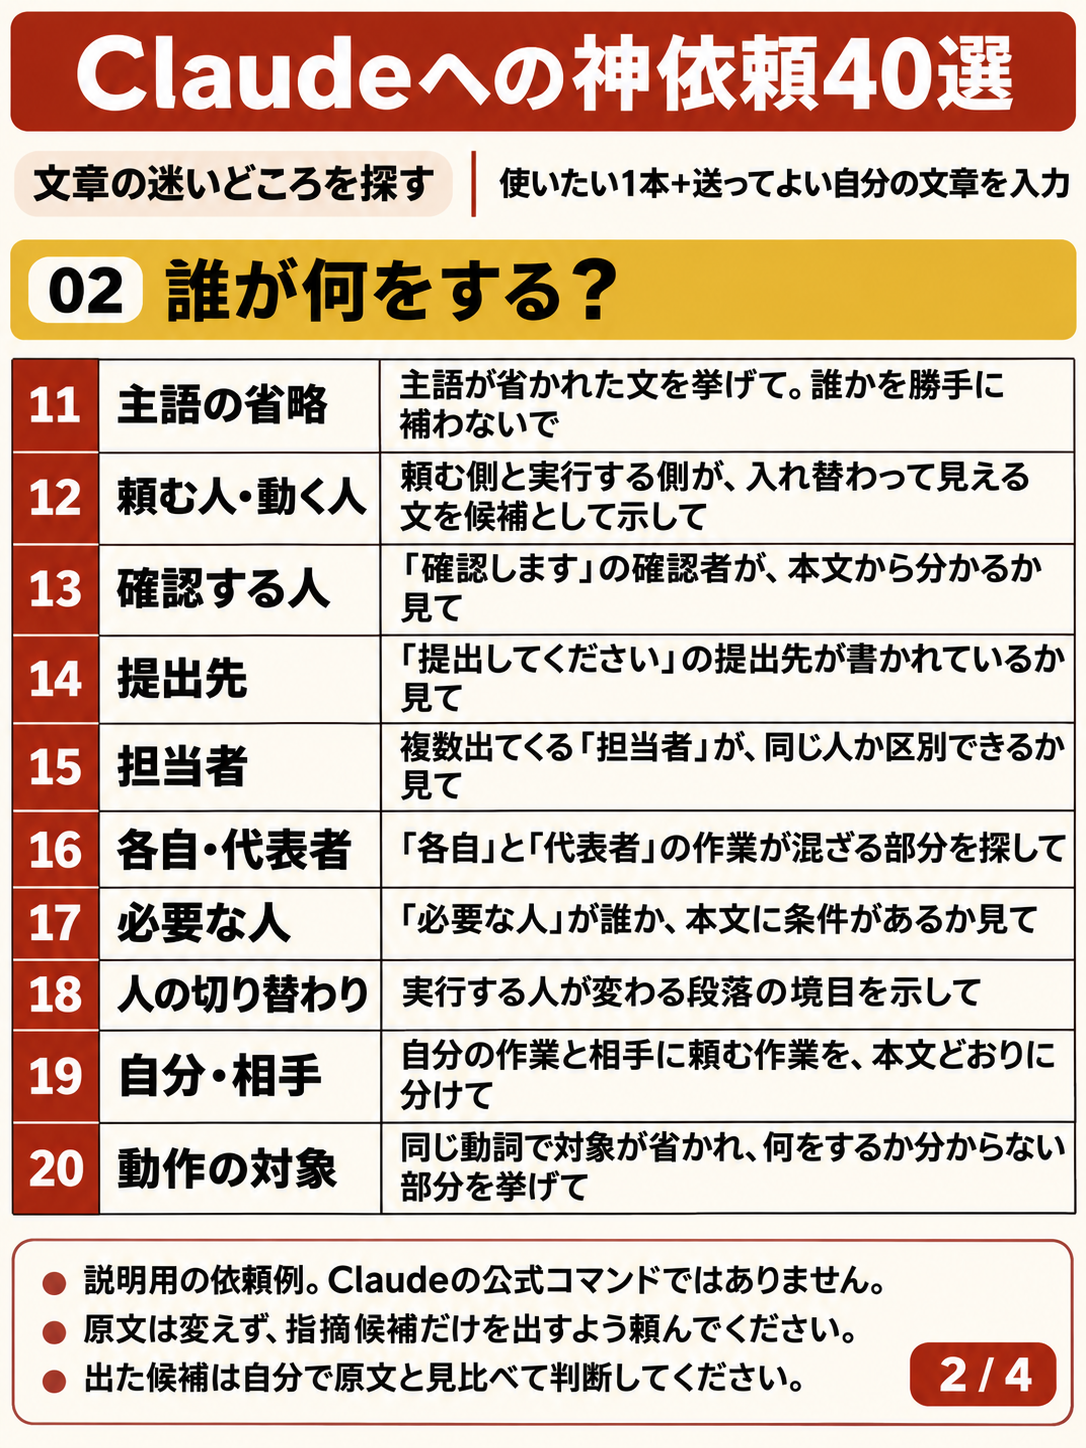 Claudeへの神依頼40選
文章の迷いどころを探す
使いたい1本+送ってよい自分の文章を入力
02 誰が何をする?
11 主語の省略
主語が省かれた文を挙げて。誰かを勝手に
補わないで
12 頼む人・動く人
頼む側と実行する側が、入れ替わって見える
文を候補として示して
13 確認する人
「確認します」の確認者が、本文から分かるか
見て
14 提出先
「提出してください」の提出先が書かれているか
見て
15 担当者
複数出てくる「担当者」が、同じ人か区別できるか
見て
16 各自・代表者
「各自」と「代表者」の作業が混ざる部分を探して
17 必要な人
「必要な人」が誰か、本文に条件があるか見て
18 人の切り替わり
実行する人が変わる段落の境目を示して
19 自分・相手
自分の作業と相手に頼む作業を、本文どおりに
分けて
20 動作の対象
同じ動詞で対象が省かれ、何をするか分からない
部分を挙げて
● 説明用の依頼例。Claudeの公式コマンドではありません。
● 原文は変えず、指摘候補だけを出すよう頼んでください。
● 出た候補は自分で原文と見比べて判断してください。
2 / 4